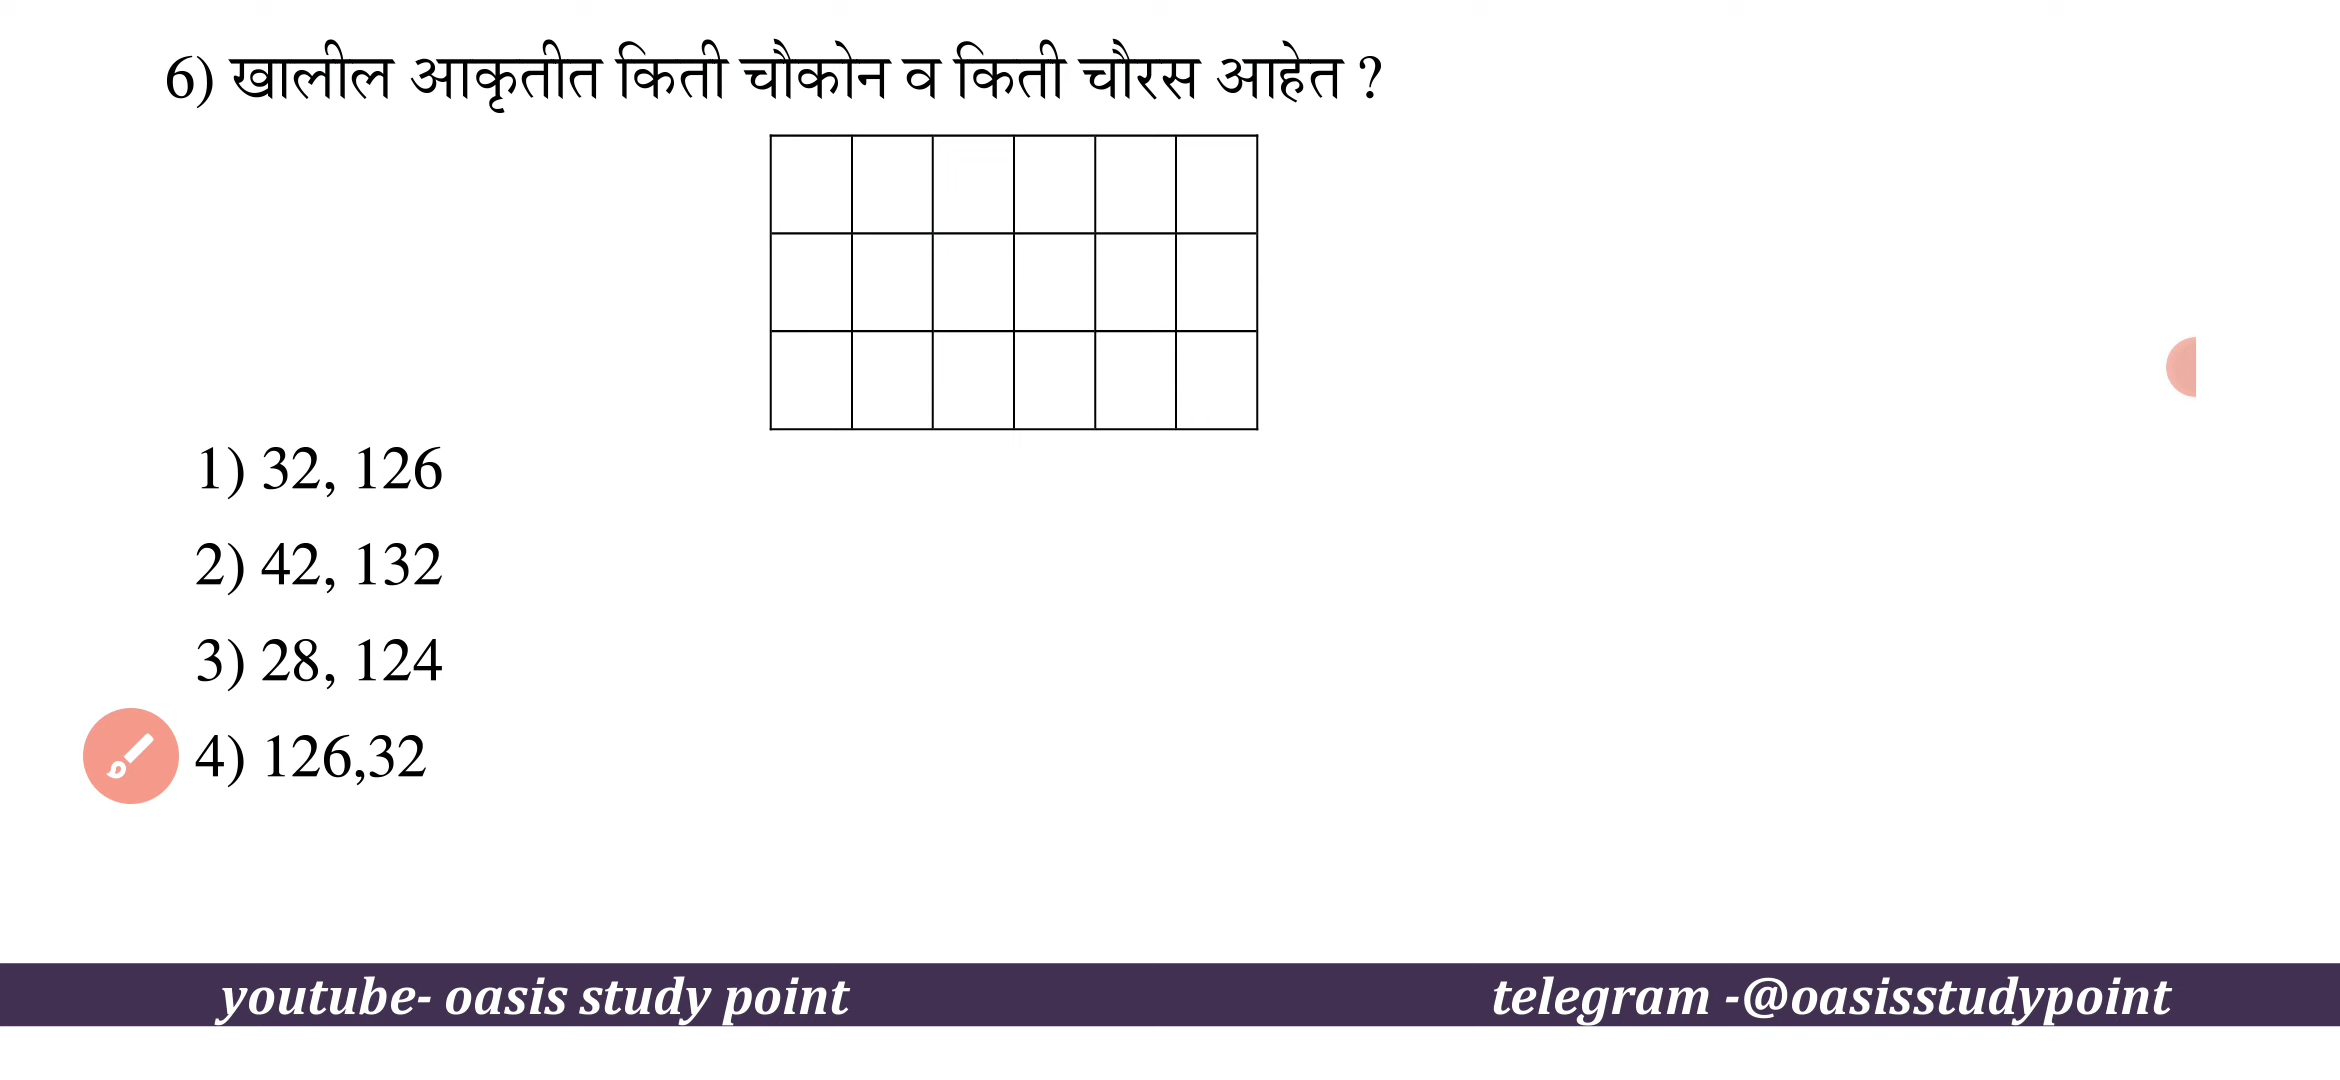 6) खालील आकृतीत किती चौकोन व किती चौरस आहेत ?
1) 32, 126
2) 42, 132
3) 28, 124
4) 126,32
youtube- oasis study point
telegram -@oasisstudypoint